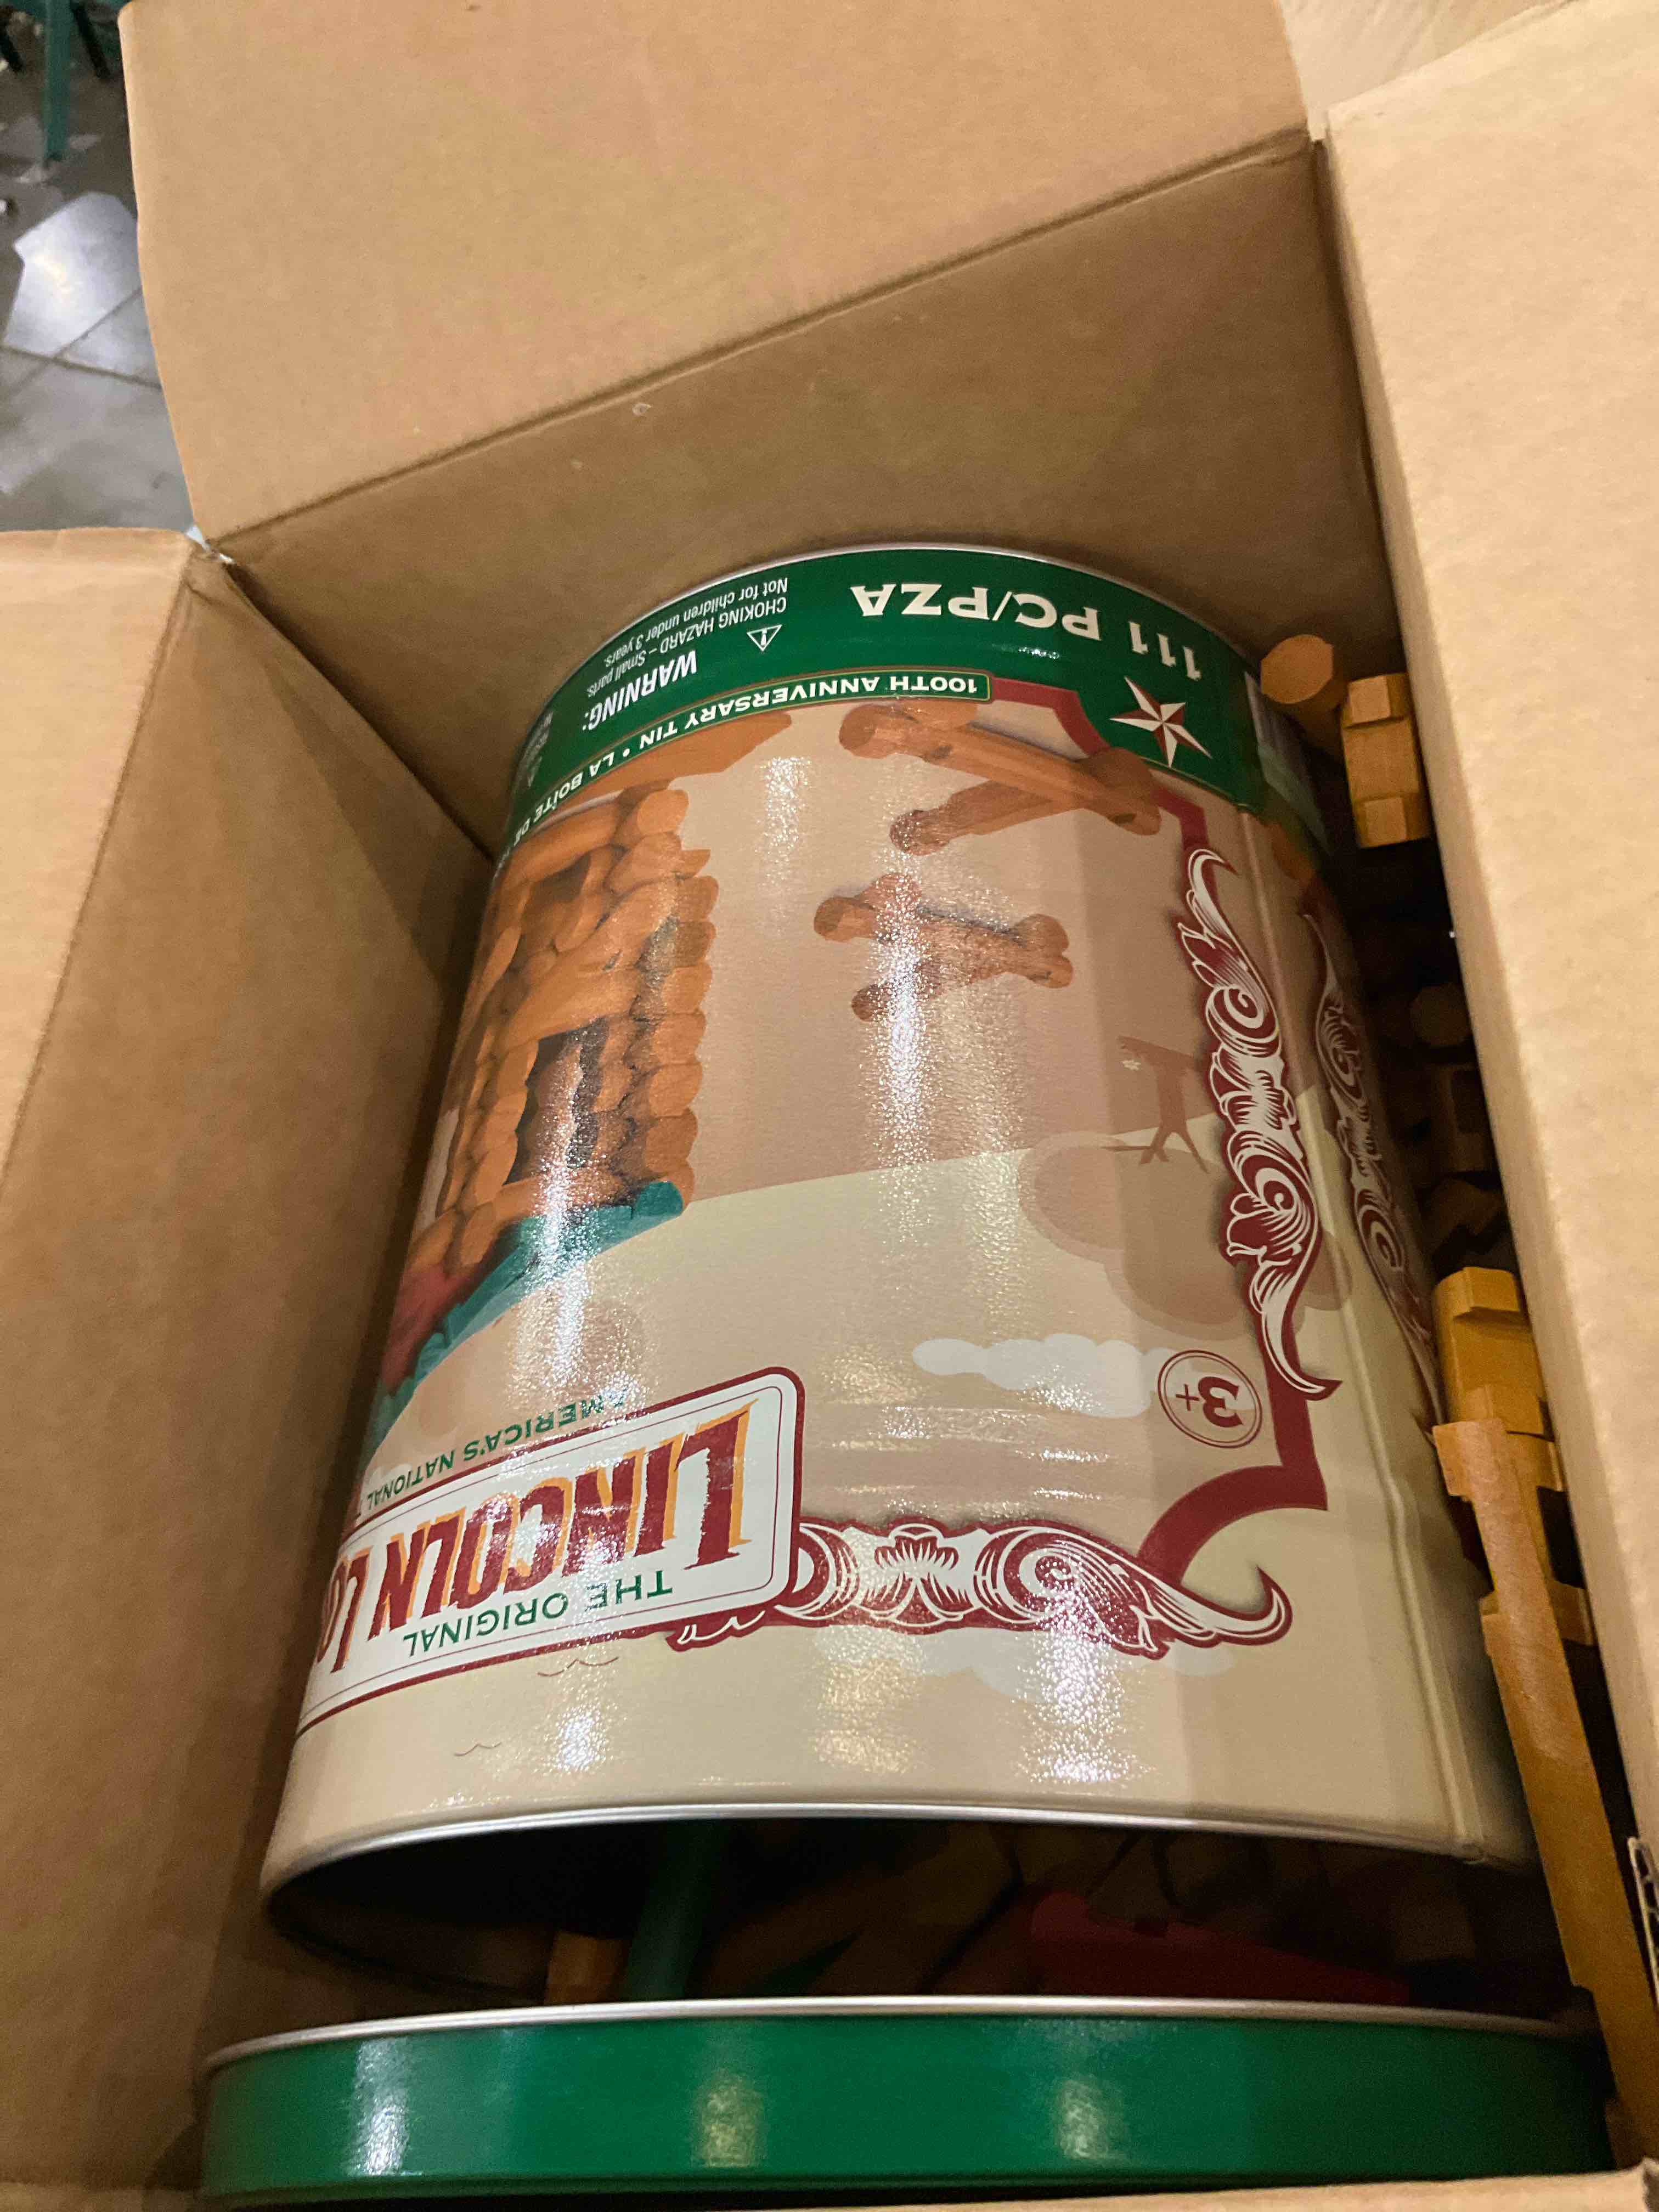 THE ORIGINAL
LINCOLN
AMERICA'S NATIONAL
3+
100TH ANNIVERSARY TIN • LA BOÎTE DE
WARNING:
CHOKING HAZARD – Small parts.
Not for children under 3 years.
111 PC/PZA